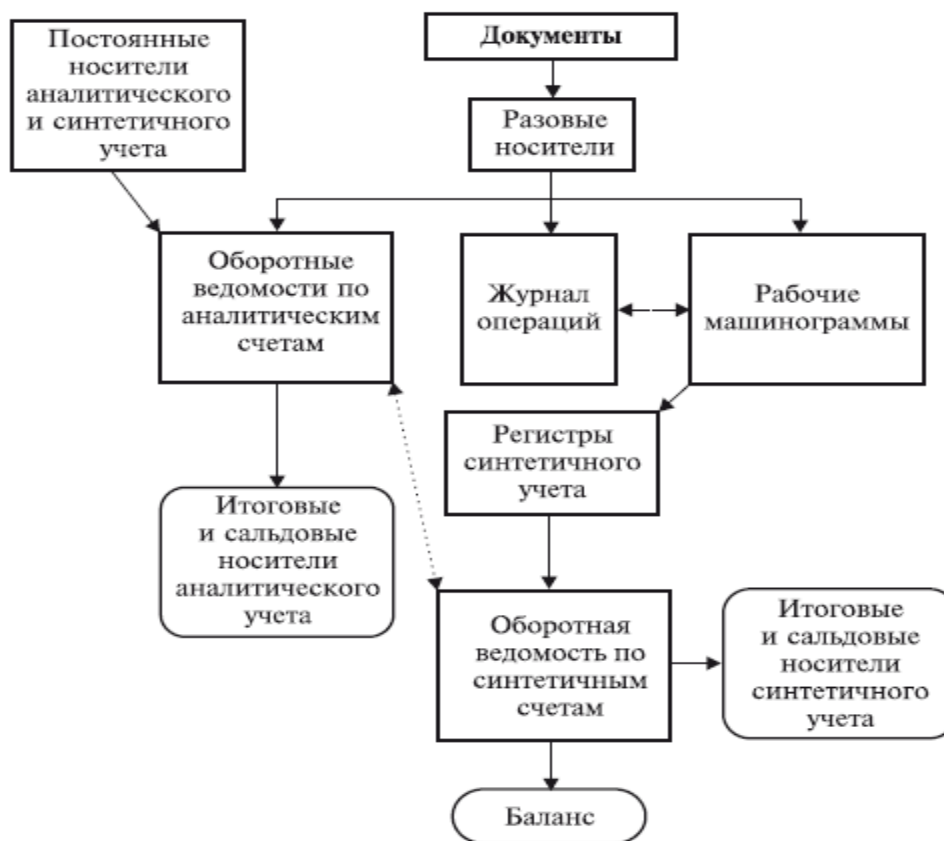 Постоянные
носители
аналитического
и синтетичного
учета
Документы
Разовые
носители
Оборотные
ведомости по
аналитическим
счетам
Журнал
операций
Рабочие
машинограммы
Регистры
синтетичного
учета
Итоговые
и сальдовые
носители
аналитического
учета
Оборотная
ведомость по
синтетичным
счетам
Итоговые
и сальдовые
носители
синтетичного
учета
Баланс